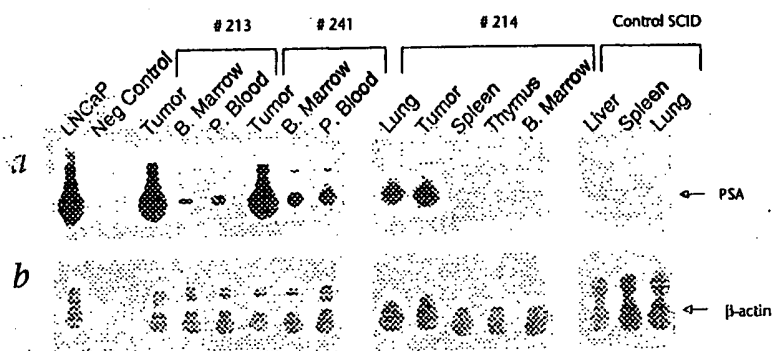 # 213 # 241 # 214 Control SCID
LNCaP Neg Control Tumor B. Marrow P. Blood Tumor B. Marrow P. Blood Lung Tumor Spleen Thymus B. Marrow Liver Spleen Lung
a PSA
b β-actin